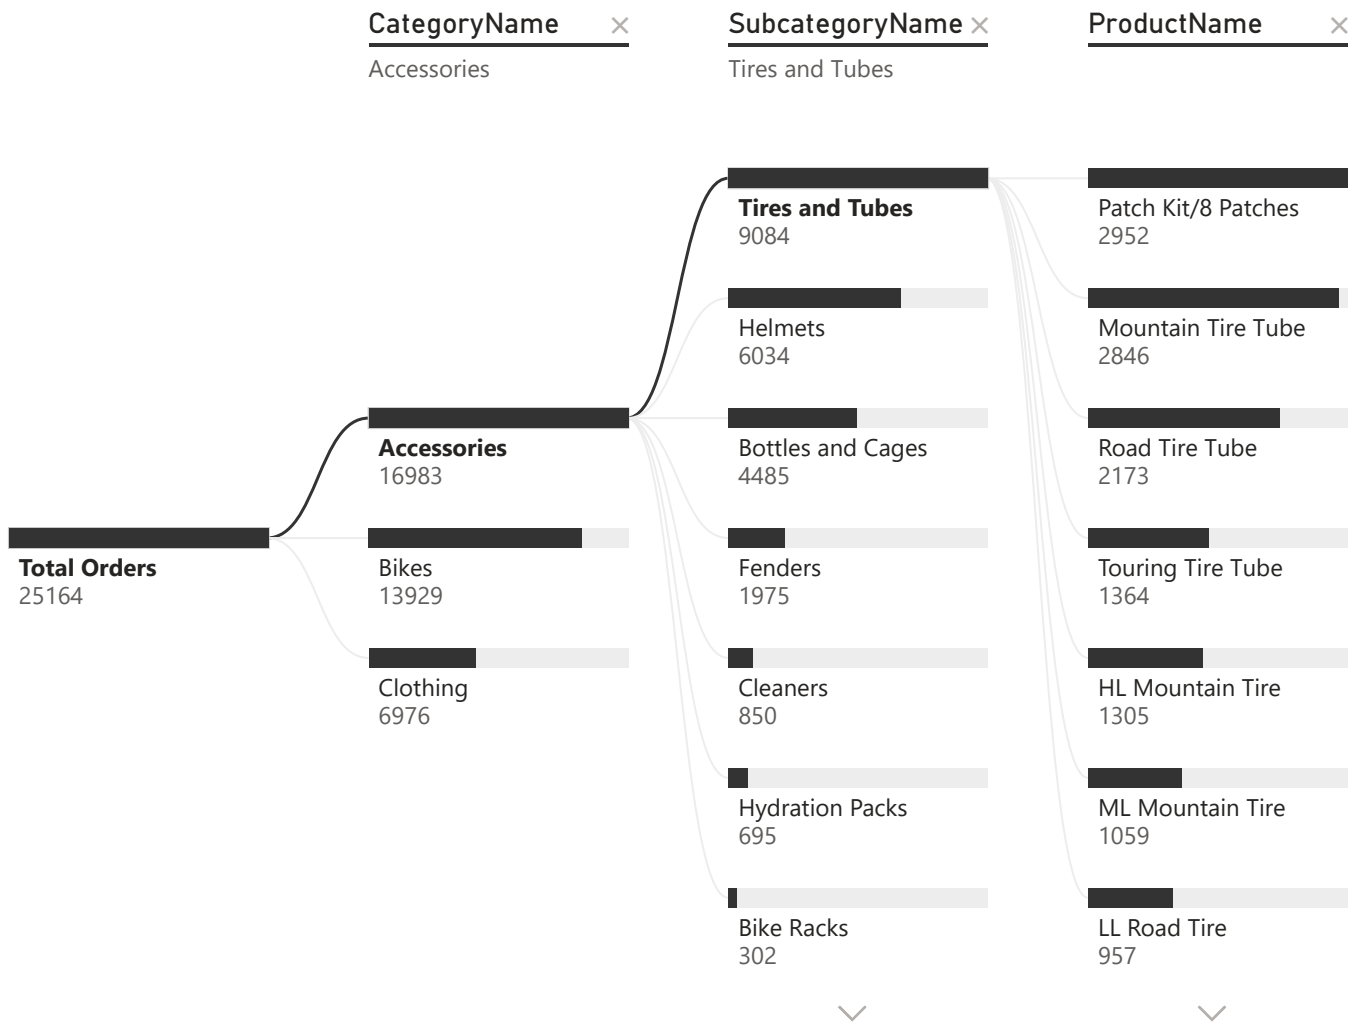 CategoryName
Accessories
SubcategoryName
Tires and Tubes
ProductName
Total Orders
25164
Accessories
16983
Bikes
13929
Clothing
6976
Tires and Tubes
9084
Helmets
6034
Bottles and Cages
4485
Fenders
1975
Cleaners
850
Hydration Packs
695
Bike Racks
302
Patch Kit/8 Patches
2952
Mountain Tire Tube
2846
Road Tire Tube
2173
Touring Tire Tube
1364
HL Mountain Tire
1305
ML Mountain Tire
1059
LL Road Tire
957